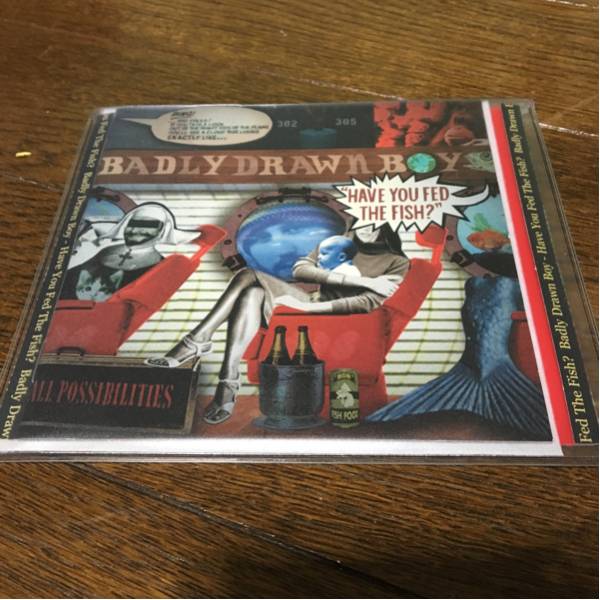 382 385
EXACTLY LIKE...
BADLY DRAWN BOY
"HAVE YOU FED
THE FISH?"
ALL POSSIBILITIES
FISH FOOD
Fed The Fish? Badly Drawn Boy - Have You Fed The Fish? Badly Draw
Fed The Fish? Badly Drawn Boy - Have You Fed The Fish? Badly Drawn B